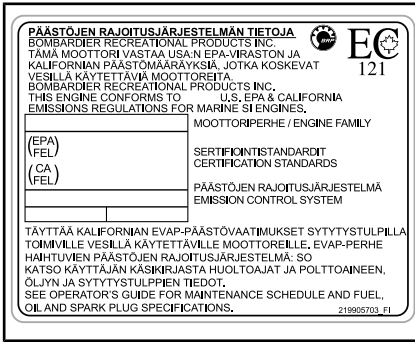 PÄÄSTÖJEN RAJOITUSJÄRJESTELMÄN TIETOJA
BOMBARDIER RECREATIONAL PRODUCTS INC.
TÄMÄ MOOTTORI VASTAA USA:N EPA-VIRASTON JA
KALIFORNIAN PÄÄSTÖMÄÄRÄYKSIÄ, JOTKA KOSKEVAT
VESILLÄ KÄYTETTÄVIÄ MOOTTOREITA.
BOMBARDIER RECREATIONAL PRODUCTS INC.
THIS ENGINE CONFORMS TO U.S. EPA & CALIFORNIA
EMISSIONS REGULATIONS FOR MARINE SI ENGINES.
BRP
EC
121
MOOTTORIPERHE / ENGINE FAMILY
(EPA)
(FEL)
SERTIFIOINTISTANDARDIT
CERTIFICATION STANDARDS
(CA)
(FEL)
PÄÄSTÖJEN RAJOITUSJÄRJESTELMÄ
EMISSION CONTROL SYSTEM
TÄYTTÄÄ KALIFORNIAN EVAP-PÄÄSTÖVAATIMUKSET SYTYTYSTULPILLA
TOIMIVILLE VESILLÄ KÄYTETTÄVILLE MOOTTOREILLE. EVAP-PERHE
HAIHTUVIEN PÄÄSTÖJEN RAJOITUSJÄRJESTELMÄ: SO
KATSO KÄYTTÄJÄN KÄSIKIRJASTA HUOLTOAJAT JA POLTTOAINEEN,
ÖLJYN JA SYTYTYSTULPPIEN TIEDOT.
SEE OPERATOR'S GUIDE FOR MAINTENANCE SCHEDULE AND FUEL,
OIL AND SPARK PLUG SPECIFICATIONS.
219905703_FI